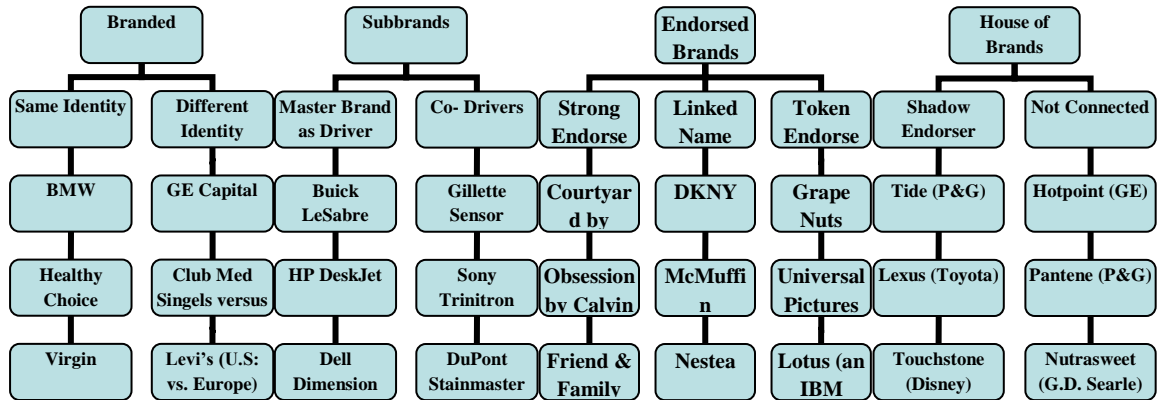 Branded
Subbrands
Endorsed
Brands
House of
Brands
Same Identity
Different
Identity
Master Brand
as Driver
Co- Drivers
Strong
Endorse
Linked
Name
Token
Endorse
Shadow
Endorser
Not Connected
BMW
GE Capital
Buick
LeSabre
Gillette
Sensor
Courtyar
d by
DKNY
Grape
Nuts
Tide (P&G)
Hotpoint (GE)
Healthy
Choice
Club Med
Singels versus
HP DeskJet
Sony
Trinitron
Obsession
by Calvin
McMuffi
n
Universal
Pictures
Lexus (Toyota)
Pantene (P&G)
Virgin
Levi's (U.S:
vs. Europe)
Dell
Dimension
DuPont
Stainmaster
Friend &
Family
Nestea
Lotus (an
IBM
Touchstone
(Disney)
Nutrasweet
(G.D. Searle)